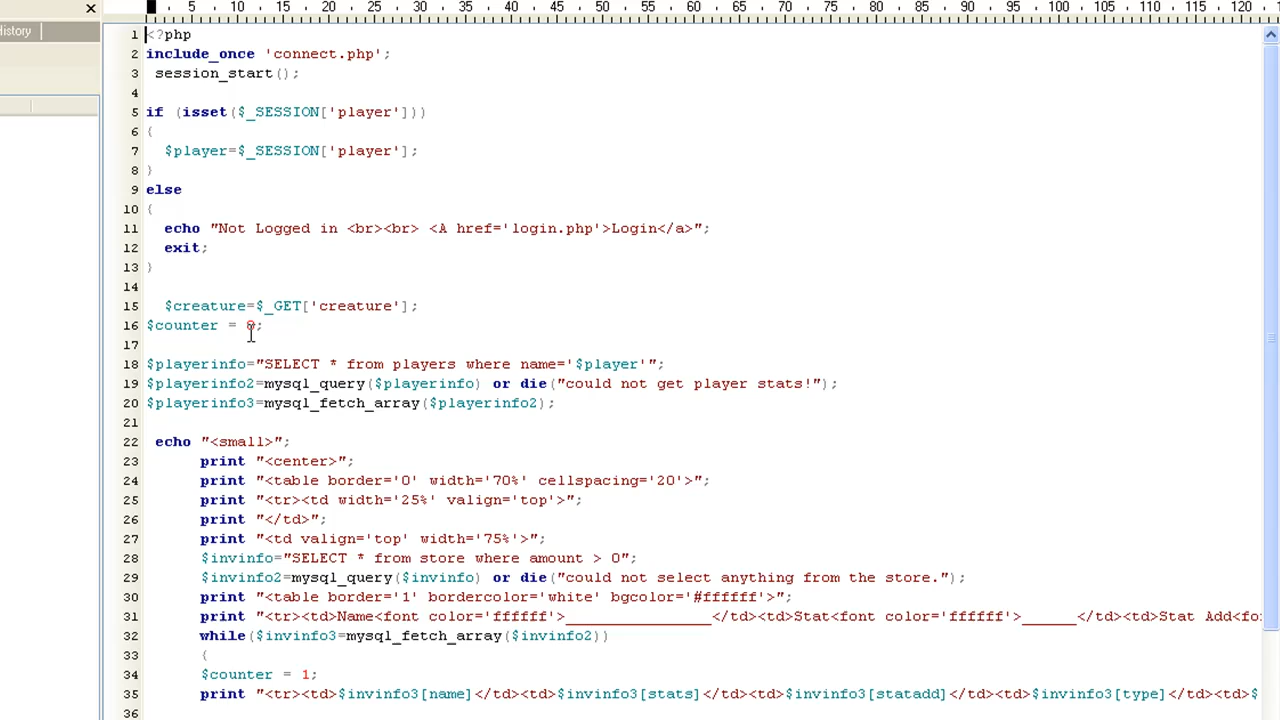 0 5 10 15 20 25 30 35 40 45 50 55 60 65 70 75 80 85 90 95 100 105 110 115 120
History
1 <?php
2 include_once 'connect.php';
3 session_start();
4
5 if (isset($_SESSION['player']))
6 {
7 $player=$_SESSION['player'];
8 }
9 else
10 {
11 echo "Not Logged in <br><br> <A href='login.php'>Login</a>";
12 exit;
13 }
14
15 $creature=$_GET['creature'];
16 $counter = 0;
17
18 $playerinfo="SELECT * from players where name='$player'";
19 $playerinfo2=mysql_query($playerinfo) or die("could not get player stats!");
20 $playerinfo3=mysql_fetch_array($playerinfo2);
21
22 echo "<small>";
23 print "<center>";
24 print "<table border='0' width='70%' cellspacing='20'>";
25 print "<tr><td width='25%' valign='top'>";
26 print "</td>";
27 print "<td valign='top' width='75%'>";
28 $invinfo="SELECT * from store where amount > 0";
29 $invinfo2=mysql_query($invinfo) or die("could not select anything from the store.");
30 print "<table border='1' bordercolor='white' bgcolor='#ffffff'>";
31 print "<tr><td>Name<font color='ffffff'>________________</td><td>Stat<font color='ffffff'>______</td><td>Stat Add<fo
32 while($invinfo3=mysql_fetch_array($invinfo2))
33 {
34 $counter = 1;
35 print "<tr><td>$invinfo3[name]</td><td>$invinfo3[stats]</td><td>$invinfo3[statadd]</td><td>$invinfo3[type]</td><td>$
36